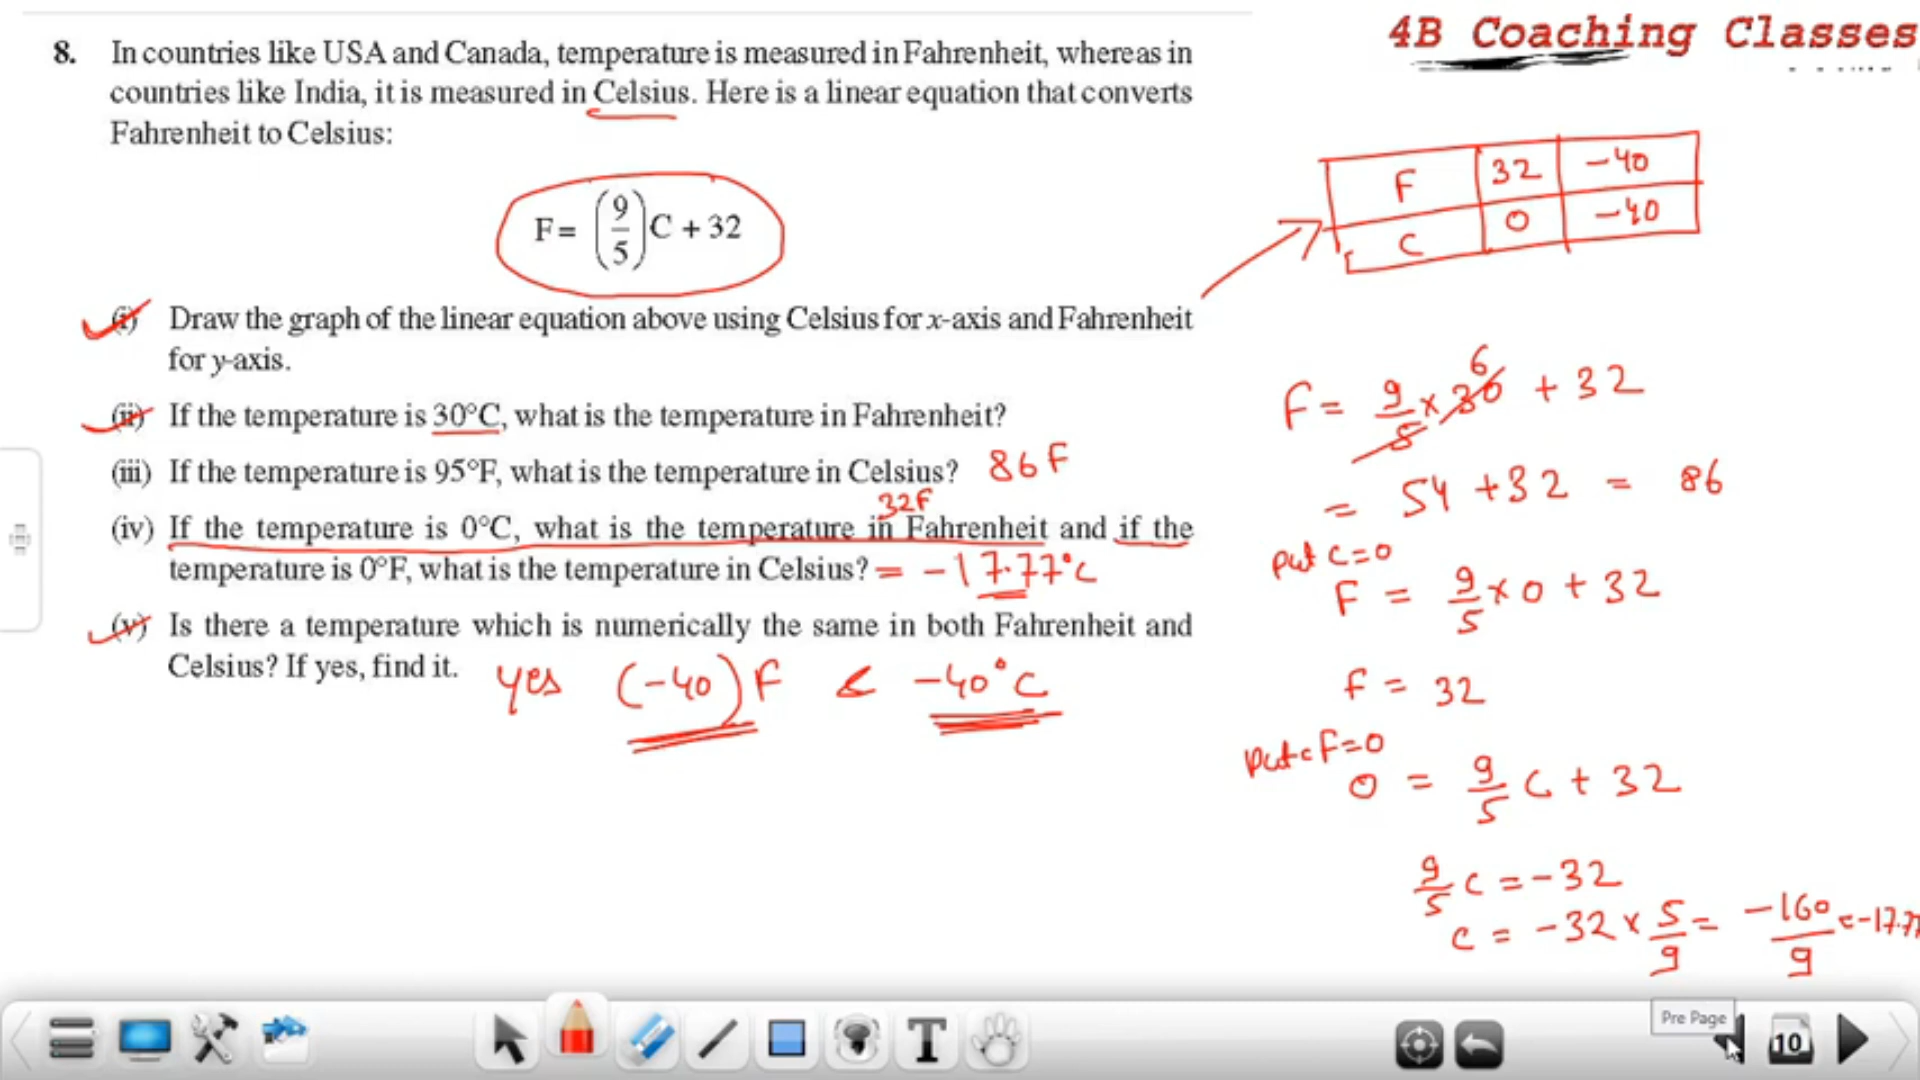 4B Coaching Classes
8. In countries like USA and Canada, temperature is measured in Fahrenheit, whereas in
countries like India, it is measured in Celsius. Here is a linear equation that converts
Fahrenheit to Celsius:
F = (9/5) C + 32
F 32 -40
C 0 -40
(i) Draw the graph of the linear equation above using Celsius for x-axis and Fahrenheit
for y-axis.
(ii) If the temperature is 30°C, what is the temperature in Fahrenheit?
(iii) If the temperature is 95°F, what is the temperature in Celsius? 86 F
32F
(iv) If the temperature is 0°C, what is the temperature in Fahrenheit and if the
temperature is 0°F, what is the temperature in Celsius? = -17.77°C
(v) Is there a temperature which is numerically the same in both Fahrenheit and
Celsius? If yes, find it. yes (-40) F & -40°C
6
F = 9/5 x 30 + 32
= 54 + 32 = 86
put C=0
F = 9/5 x 0 + 32
F = 32
put F=0
0 = 9/5 C + 32
9/5 C = -32
C = -32 x 5/9 = -160/9 = -17.77
Pre Page
T
10